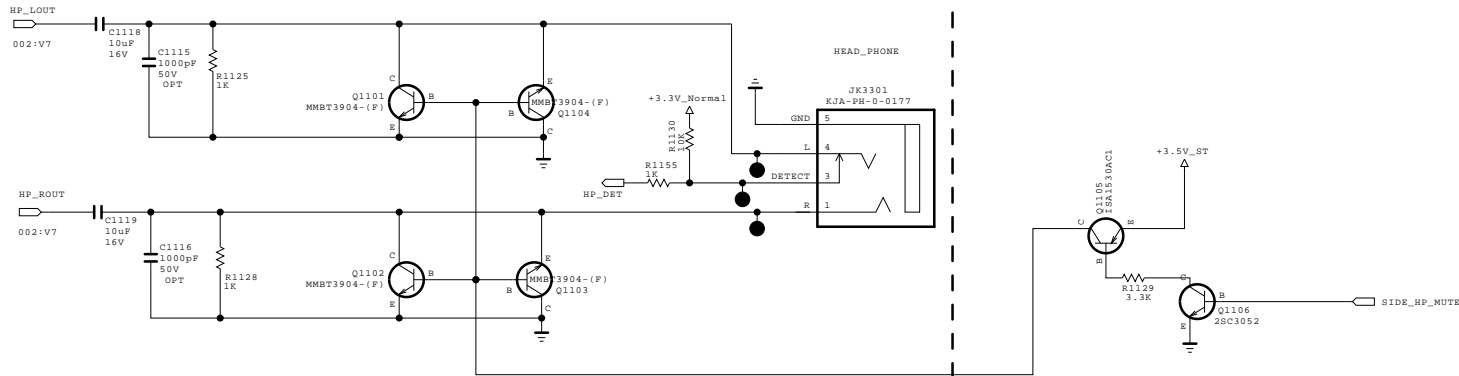 HP_LOUT
002:V7
C1118
10uF
16V
C1115
1000pF
50V
OPT
R1125
1K
C
Q1101
MMBT3904-(F)
B
E
E
MMBT3904-(F)
B
Q1104
C
HEAD_PHONE
JK3301
KJA-PH-0-0177
+3.3V_Normal
R1130
10K
R1155
1K
HP_DET
GND
5
L
4
DETECT
3
R
1
HP_ROUT
002:V7
C1119
10uF
16V
C1116
1000pF
50V
OPT
R1128
1K
C
Q1102
MMBT3904-(F)
B
E
E
MMBT3904-(F)
B
Q1103
C
+3.5V_ST
Q1105
ISA1530AC1
C
E
B
R1129
3.3K
C
B
Q1106
2SC3052
E
SIDE_HP_MUTE